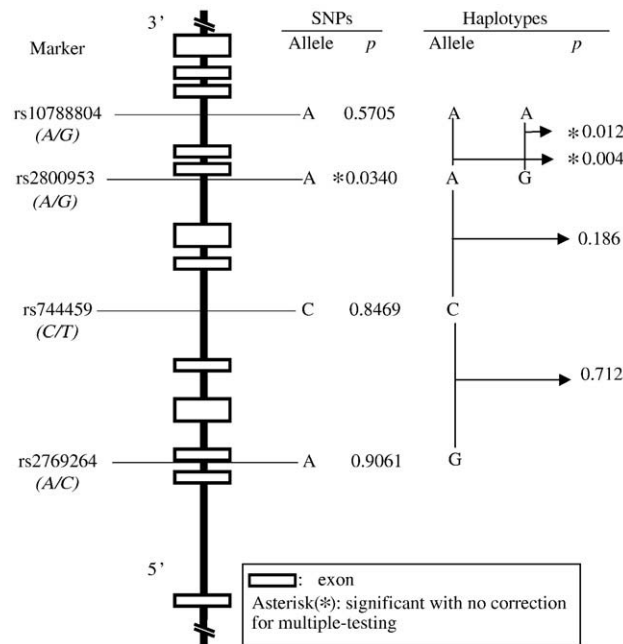 3’ SNPs Haplotypes
Marker Allele p Allele p
rs10788804 A 0.5705 A A
(A/G) *0.012
*0.004
rs2800953 A *0.0340 A G
(A/G)
0.186
rs744459 C 0.8469 C
(C/T)
0.712
rs2769264 A 0.9061 G
(A/C)
5’
: exon
Asterisk(*): significant with no correction
for multiple-testing